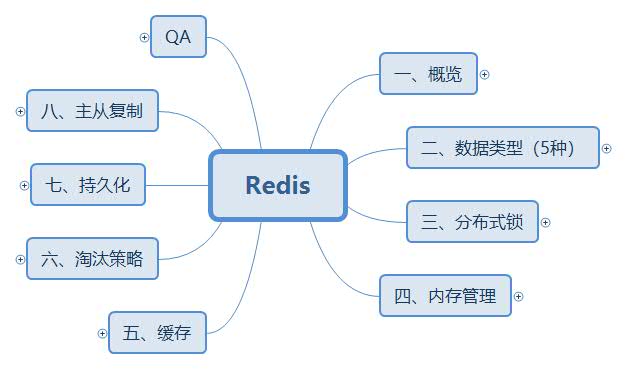 QA
一、概览
八、主从复制
二、数据类型（5种）
Redis
七、持久化
三、分布式锁
六、淘汰策略
四、内存管理
五、缓存